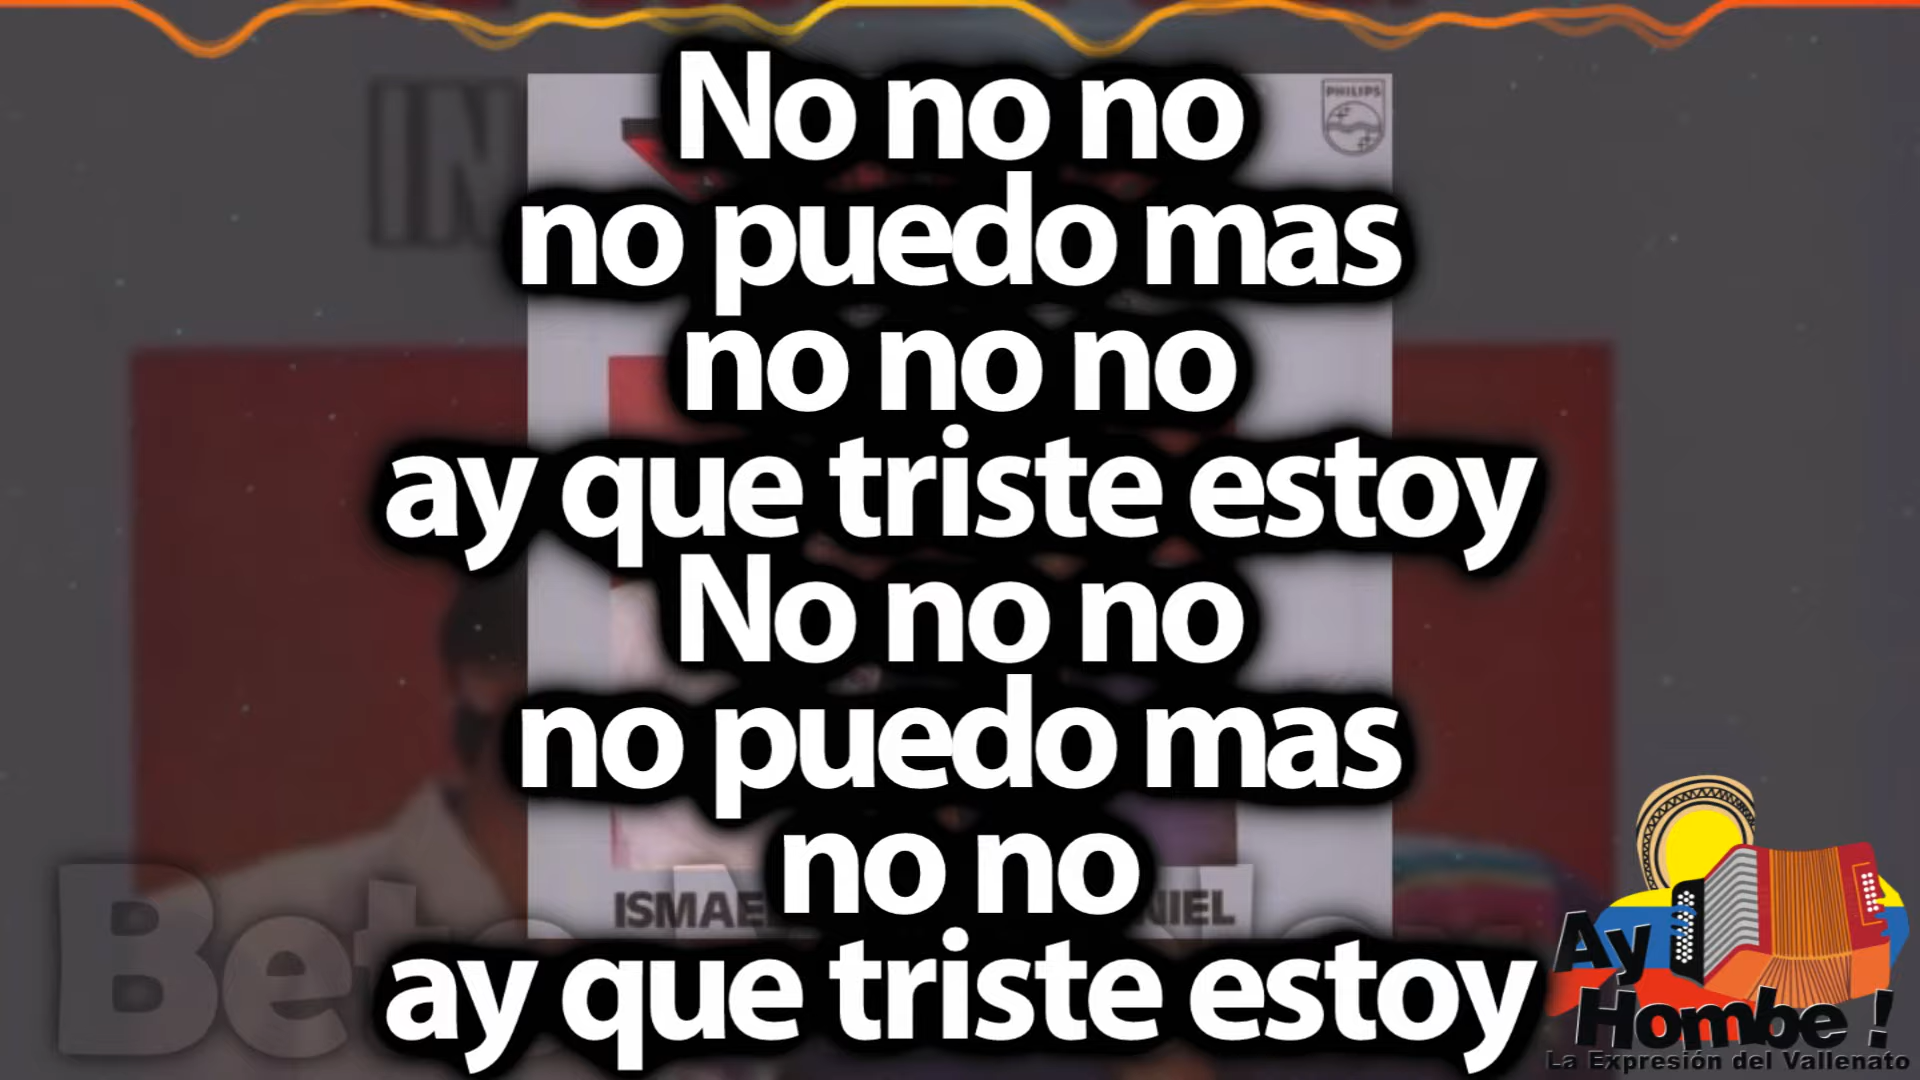 PHILIPS
IN
No no no
no puedo mas
no no no
ay que triste estoy
No no no
no puedo mas
no no
ay que triste estoy
Ay
Hombe !
La Expresión del Vallenato